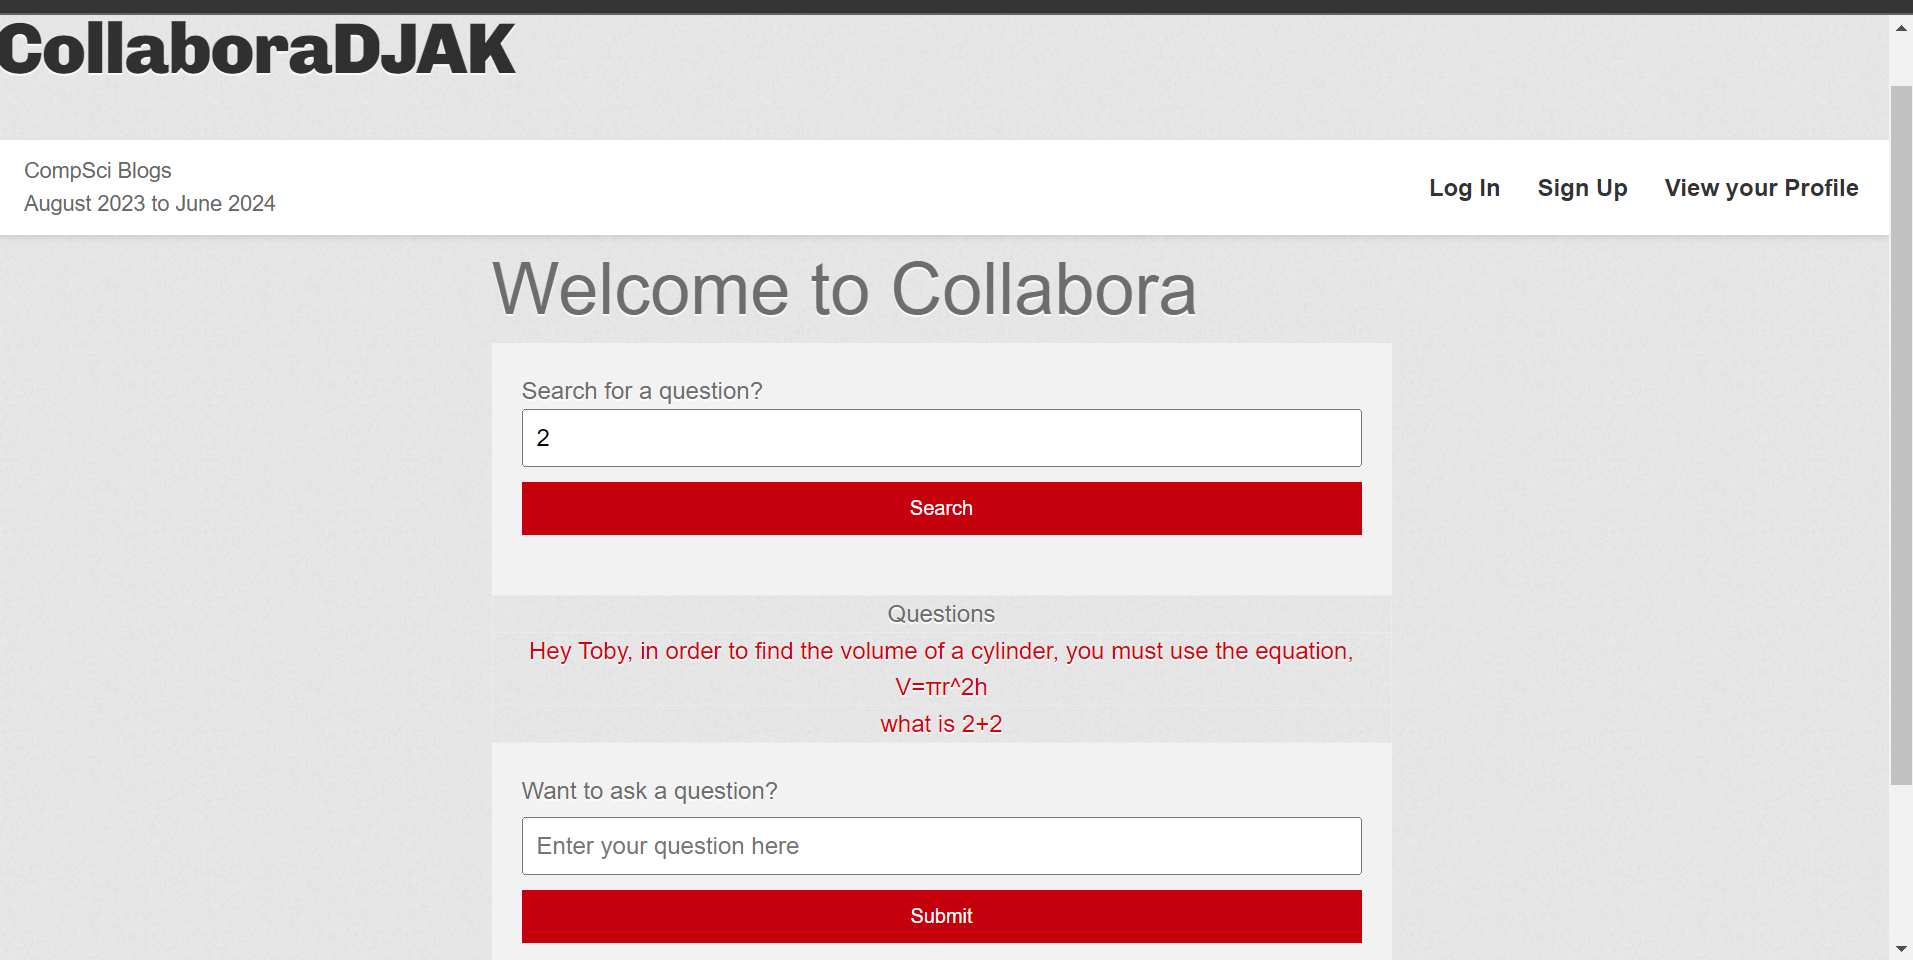 CollaboraDJAK
CompSci Blogs
August 2023 to June 2024
Log In Sign Up View your Profile
Welcome to Collabora
Search for a question?
2
Search
Questions
Hey Toby, in order to find the volume of a cylinder, you must use the equation,
V=πr^2h
what is 2+2
Want to ask a question?
Enter your question here
Submit